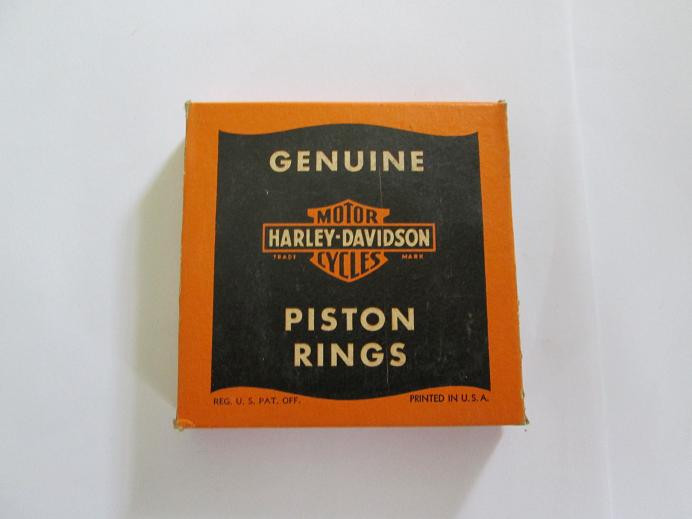 GENUINE
MOTOR
HARLEY-DAVIDSON
TRADE MARK
CYCLES
PISTON
RINGS
REG. U. S. PAT. OFF.
PRINTED IN U.S.A.